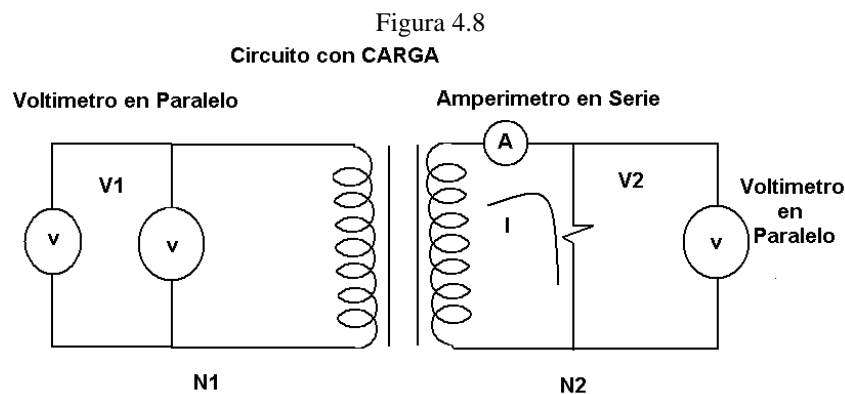 Figura 4.8
Circuito con CARGA
Voltimetro en Paralelo
Amperimetro en Serie
A
V1
V2
Voltimetro
en
Paralelo
I
v
v
v
N1
N2